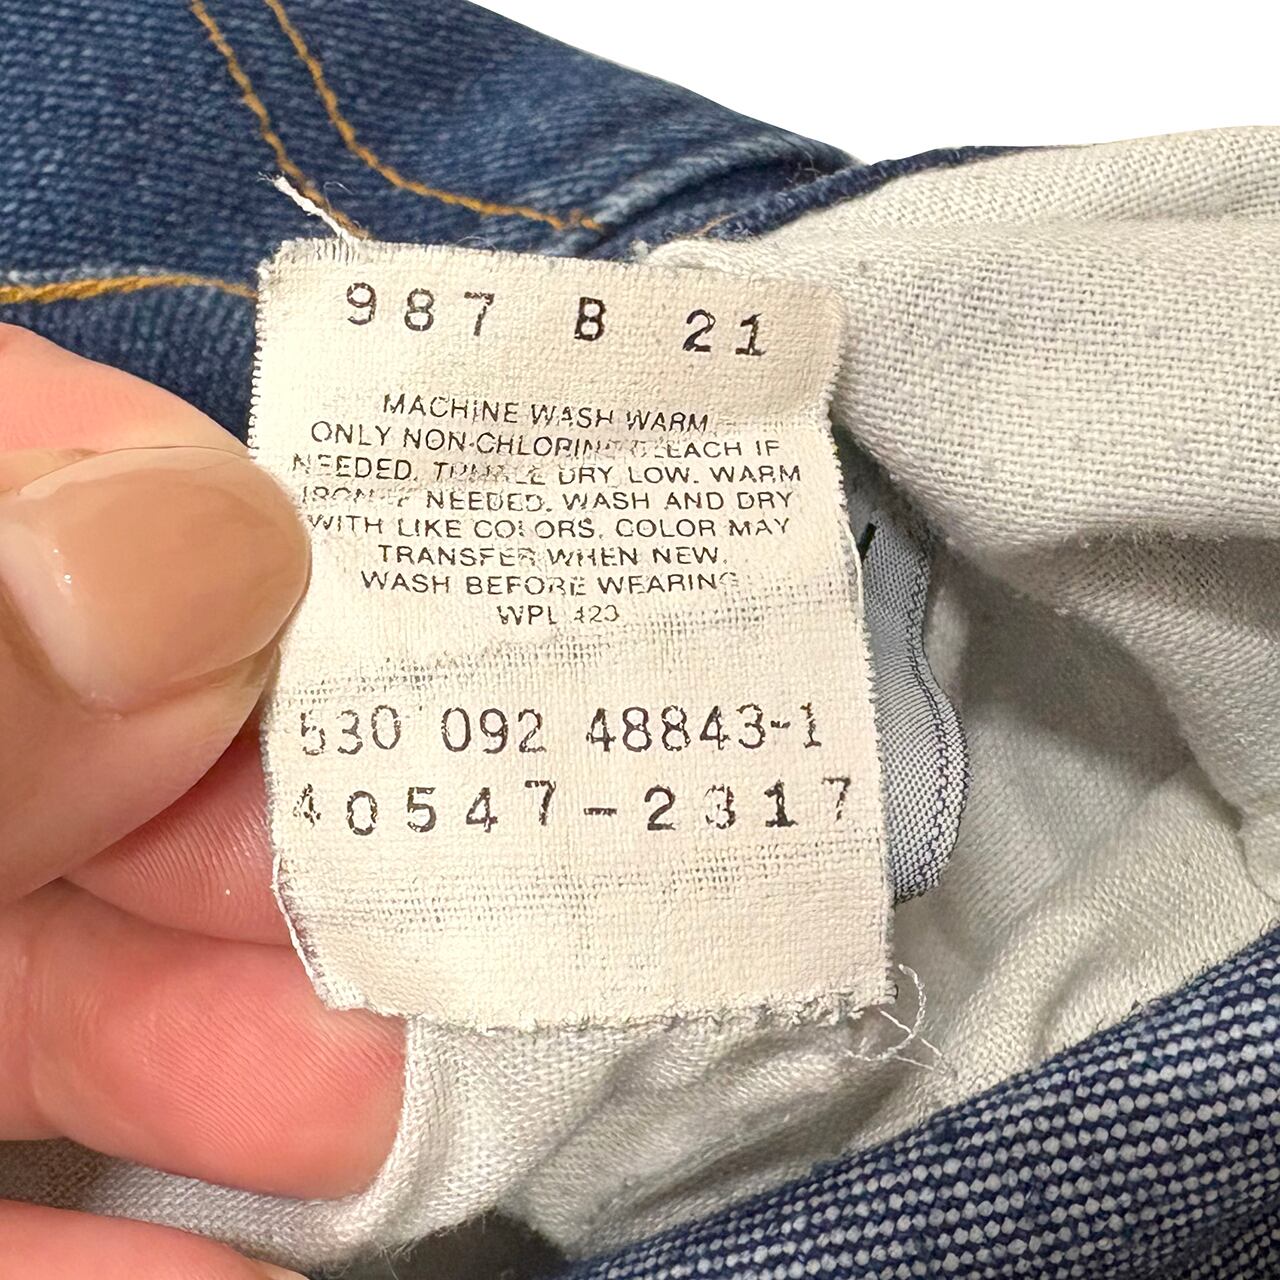 987 B 21
MACHINE WASH WARM
ONLY NON-CHLORINE BLEACH IF
NEEDED. TUMBLE DRY LOW. WARM
IRON IF NEEDED. WASH AND DRY
WITH LIKE COLORS. COLOR MAY
TRANSFER WHEN NEW.
WASH BEFORE WEARING
WPL 423
530 092 48843-1
40547-2317